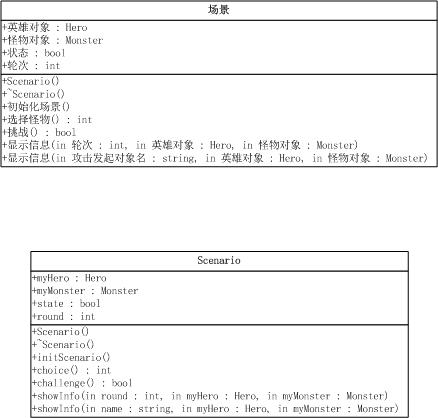 场景
+英雄对象 : Hero
+怪物对象 : Monster
+状态 : bool
+轮次 : int
+Scenario()
+~Scenario()
+初始化场景()
+选择怪物() : int
+挑战() : bool
+显示信息(in 轮次 : int, in 英雄对象 : Hero, in 怪物对象 : Monster)
+显示信息(in 攻击发起对象名 : string, in 英雄对象 : Hero, in 怪物对象 : Monster)
Scenario
+myHero : Hero
+myMonster : Monster
+state : bool
+round : int
+Scenario()
+~Scenario()
+initScenario()
+choice() : int
+challenge() : bool
+showInfo(in round : int, in myHero : Hero, in myMonster : Monster)
+showInfo(in name : string, in myHero : Hero, in myMonster : Monster)